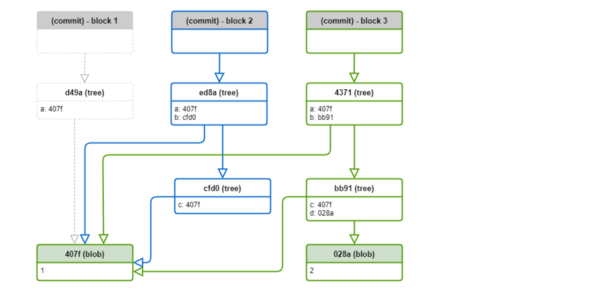 (commit) - block 1
(commit) - block 2
(commit) - block 3
d49a (tree)
a: 407f
ed8a (tree)
a: 407f
b: cfd0
4371 (tree)
a: 407f
b: bb91
cfd0 (tree)
c: 407f
bb91 (tree)
c: 407f
d: 028a
407f (blob)
1
028a (blob)
2